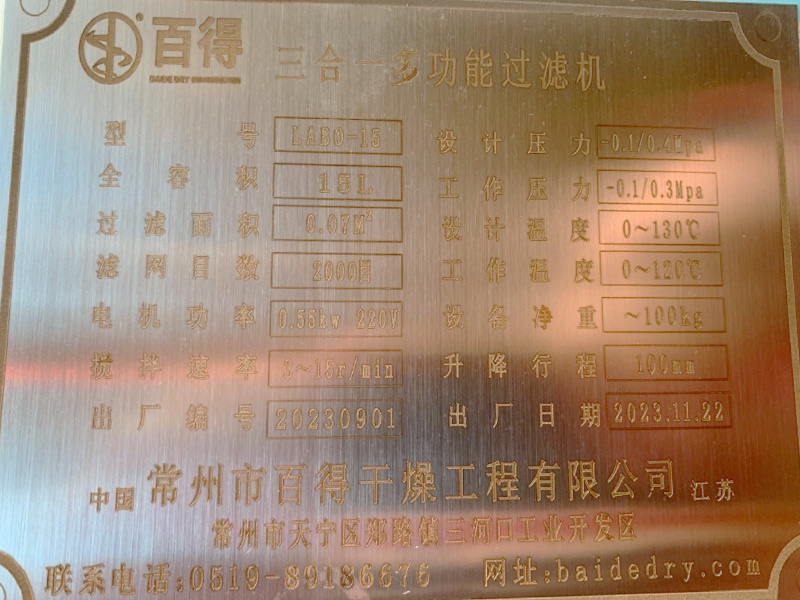 百得
三合一多功能过滤机
型号 LABO-15 设计压力 -0.1/0.4Mpa
全容积 15L 工作压力 -0.1/0.3Mpa
过滤面积 0.07M² 设计温度 0~130℃
滤网目数 2000目 工作温度 0~120℃
电机功率 0.55kw 220V 设备净重 ~100kg
搅拌速率 3~15r/min 升降行程 100mm
出厂编号 20230901 出厂日期 2023.11.22
中国 常州市百得干燥工程有限公司 江苏
常州市天宁区郑路镇三河口工业开发区
联系电话:0519-89186676 网址:baidedry.com